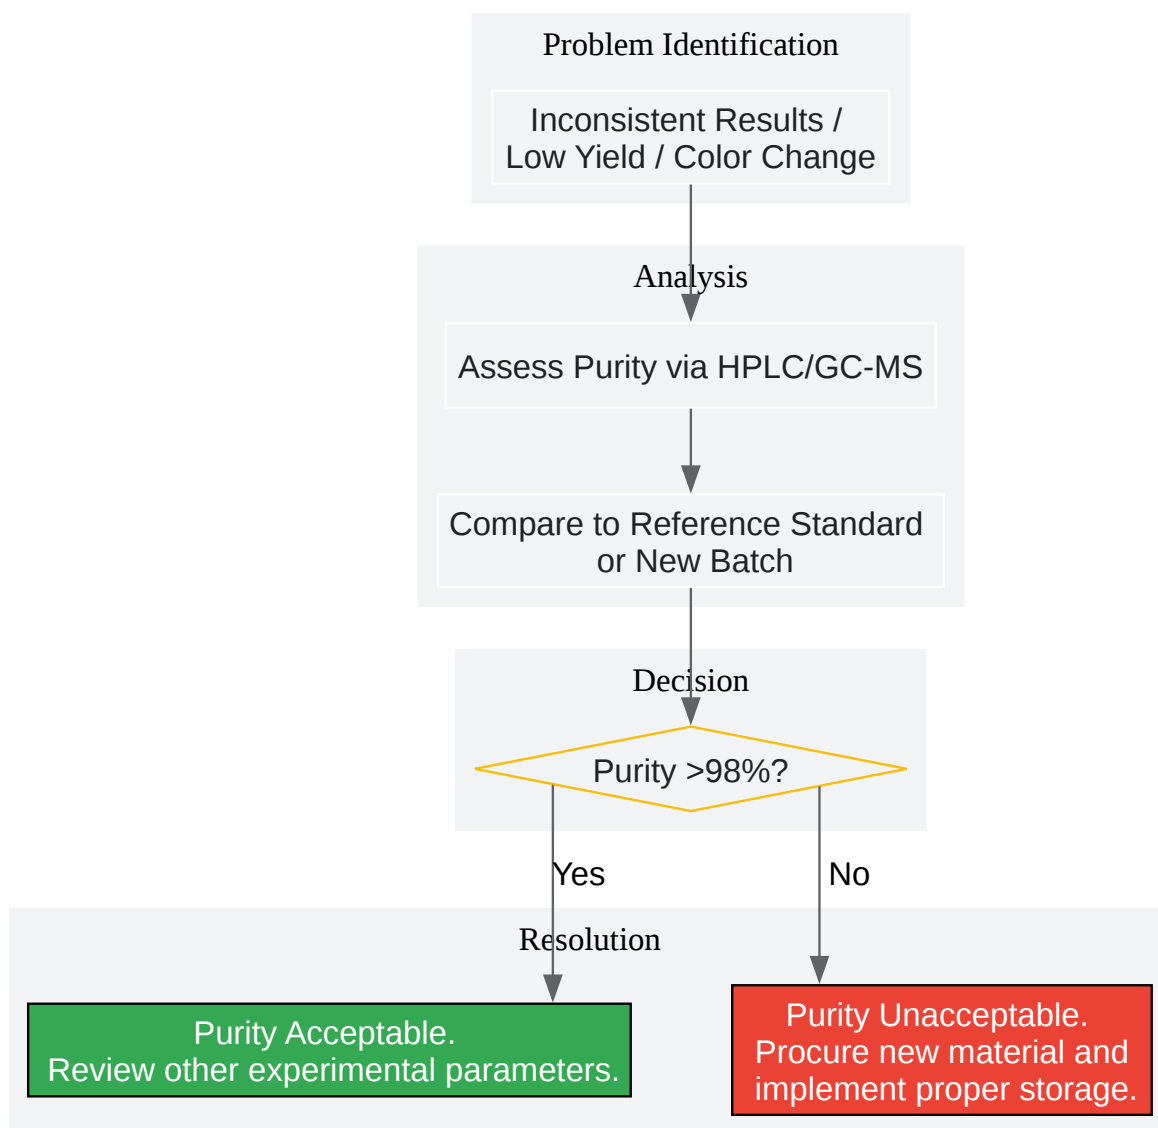 Problem Identification
Inconsistent Results /
Low Yield / Color Change
Analysis
Assess Purity via HPLC/GC-MS
Compare to Reference Standard
or New Batch
Decision
Purity >98%?
Yes
No
Resolution
Purity Acceptable.
Review other experimental parameters.
Purity Unacceptable.
Procure new material and
implement proper storage.